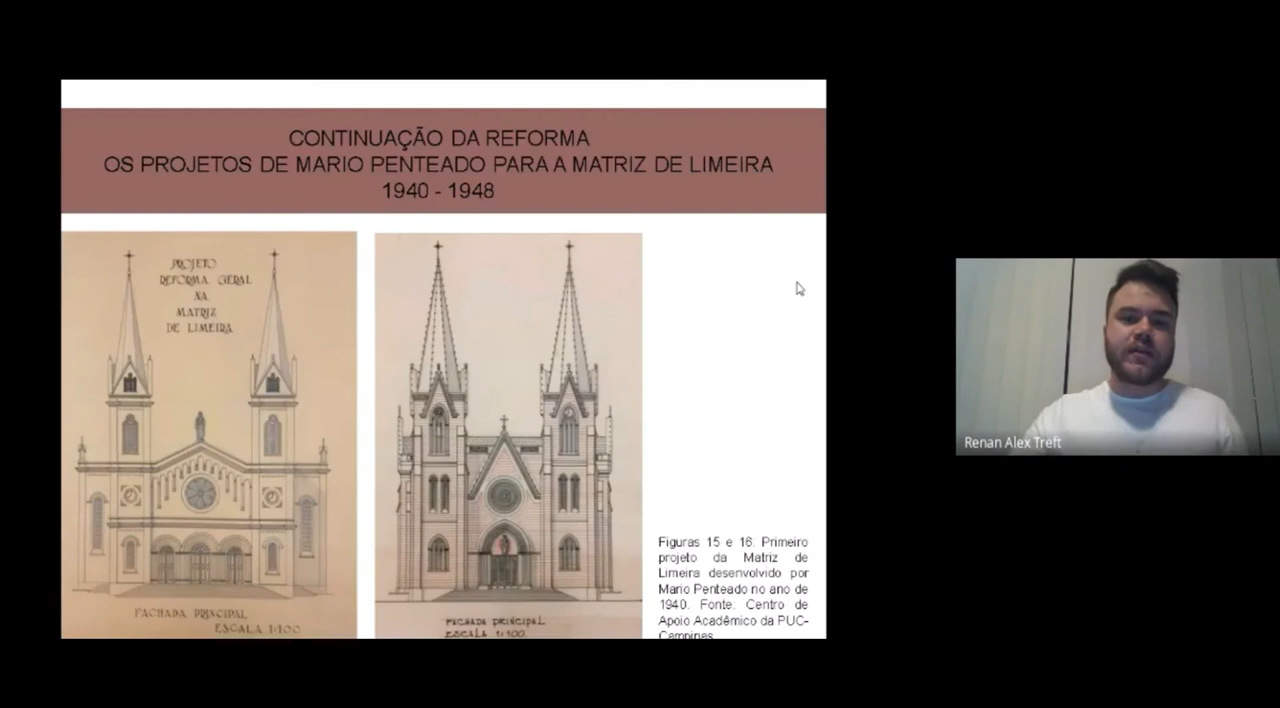 CONTINUAÇÃO DA REFORMA
OS PROJETOS DE MARIO PENTEADO PARA A MATRIZ DE LIMEIRA
1940 - 1948
PROJETO
REFORMA GERAL
NA
MATRIZ
DE LIMEIRA
FACHADA PRINCIPAL
ESCALA 1:100
FACHADA PRINCIPAL
ESCALA 1:100
Figuras 15 e 16. Primeiro
projeto da Matriz de
Limeira desenvolvido por
Mario Penteado no ano de
1940. Fonte. Centro de
Apoio Acadêmico da PUC-
Campinas
Renan Alex Treft